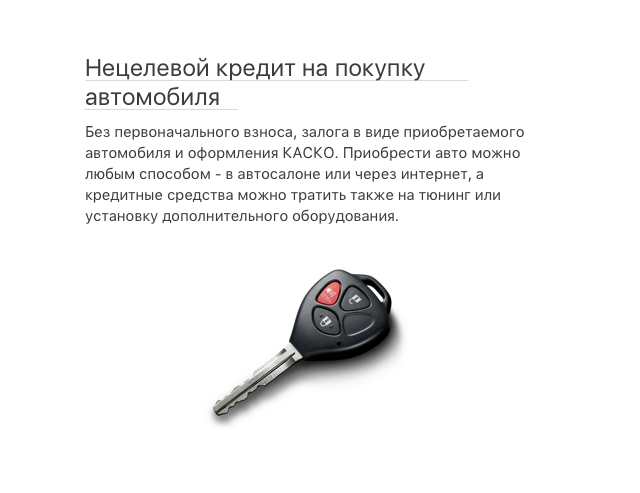 Нецелевой кредит на покупку
автомобиля
Без первоначального взноса, залога в виде приобретаемого
автомобиля и оформления КАСКО. Приобрести авто можно
любым способом - в автосалоне или через интернет, а
кредитные средства можно тратить также на тюнинг или
установку дополнительного оборудования.